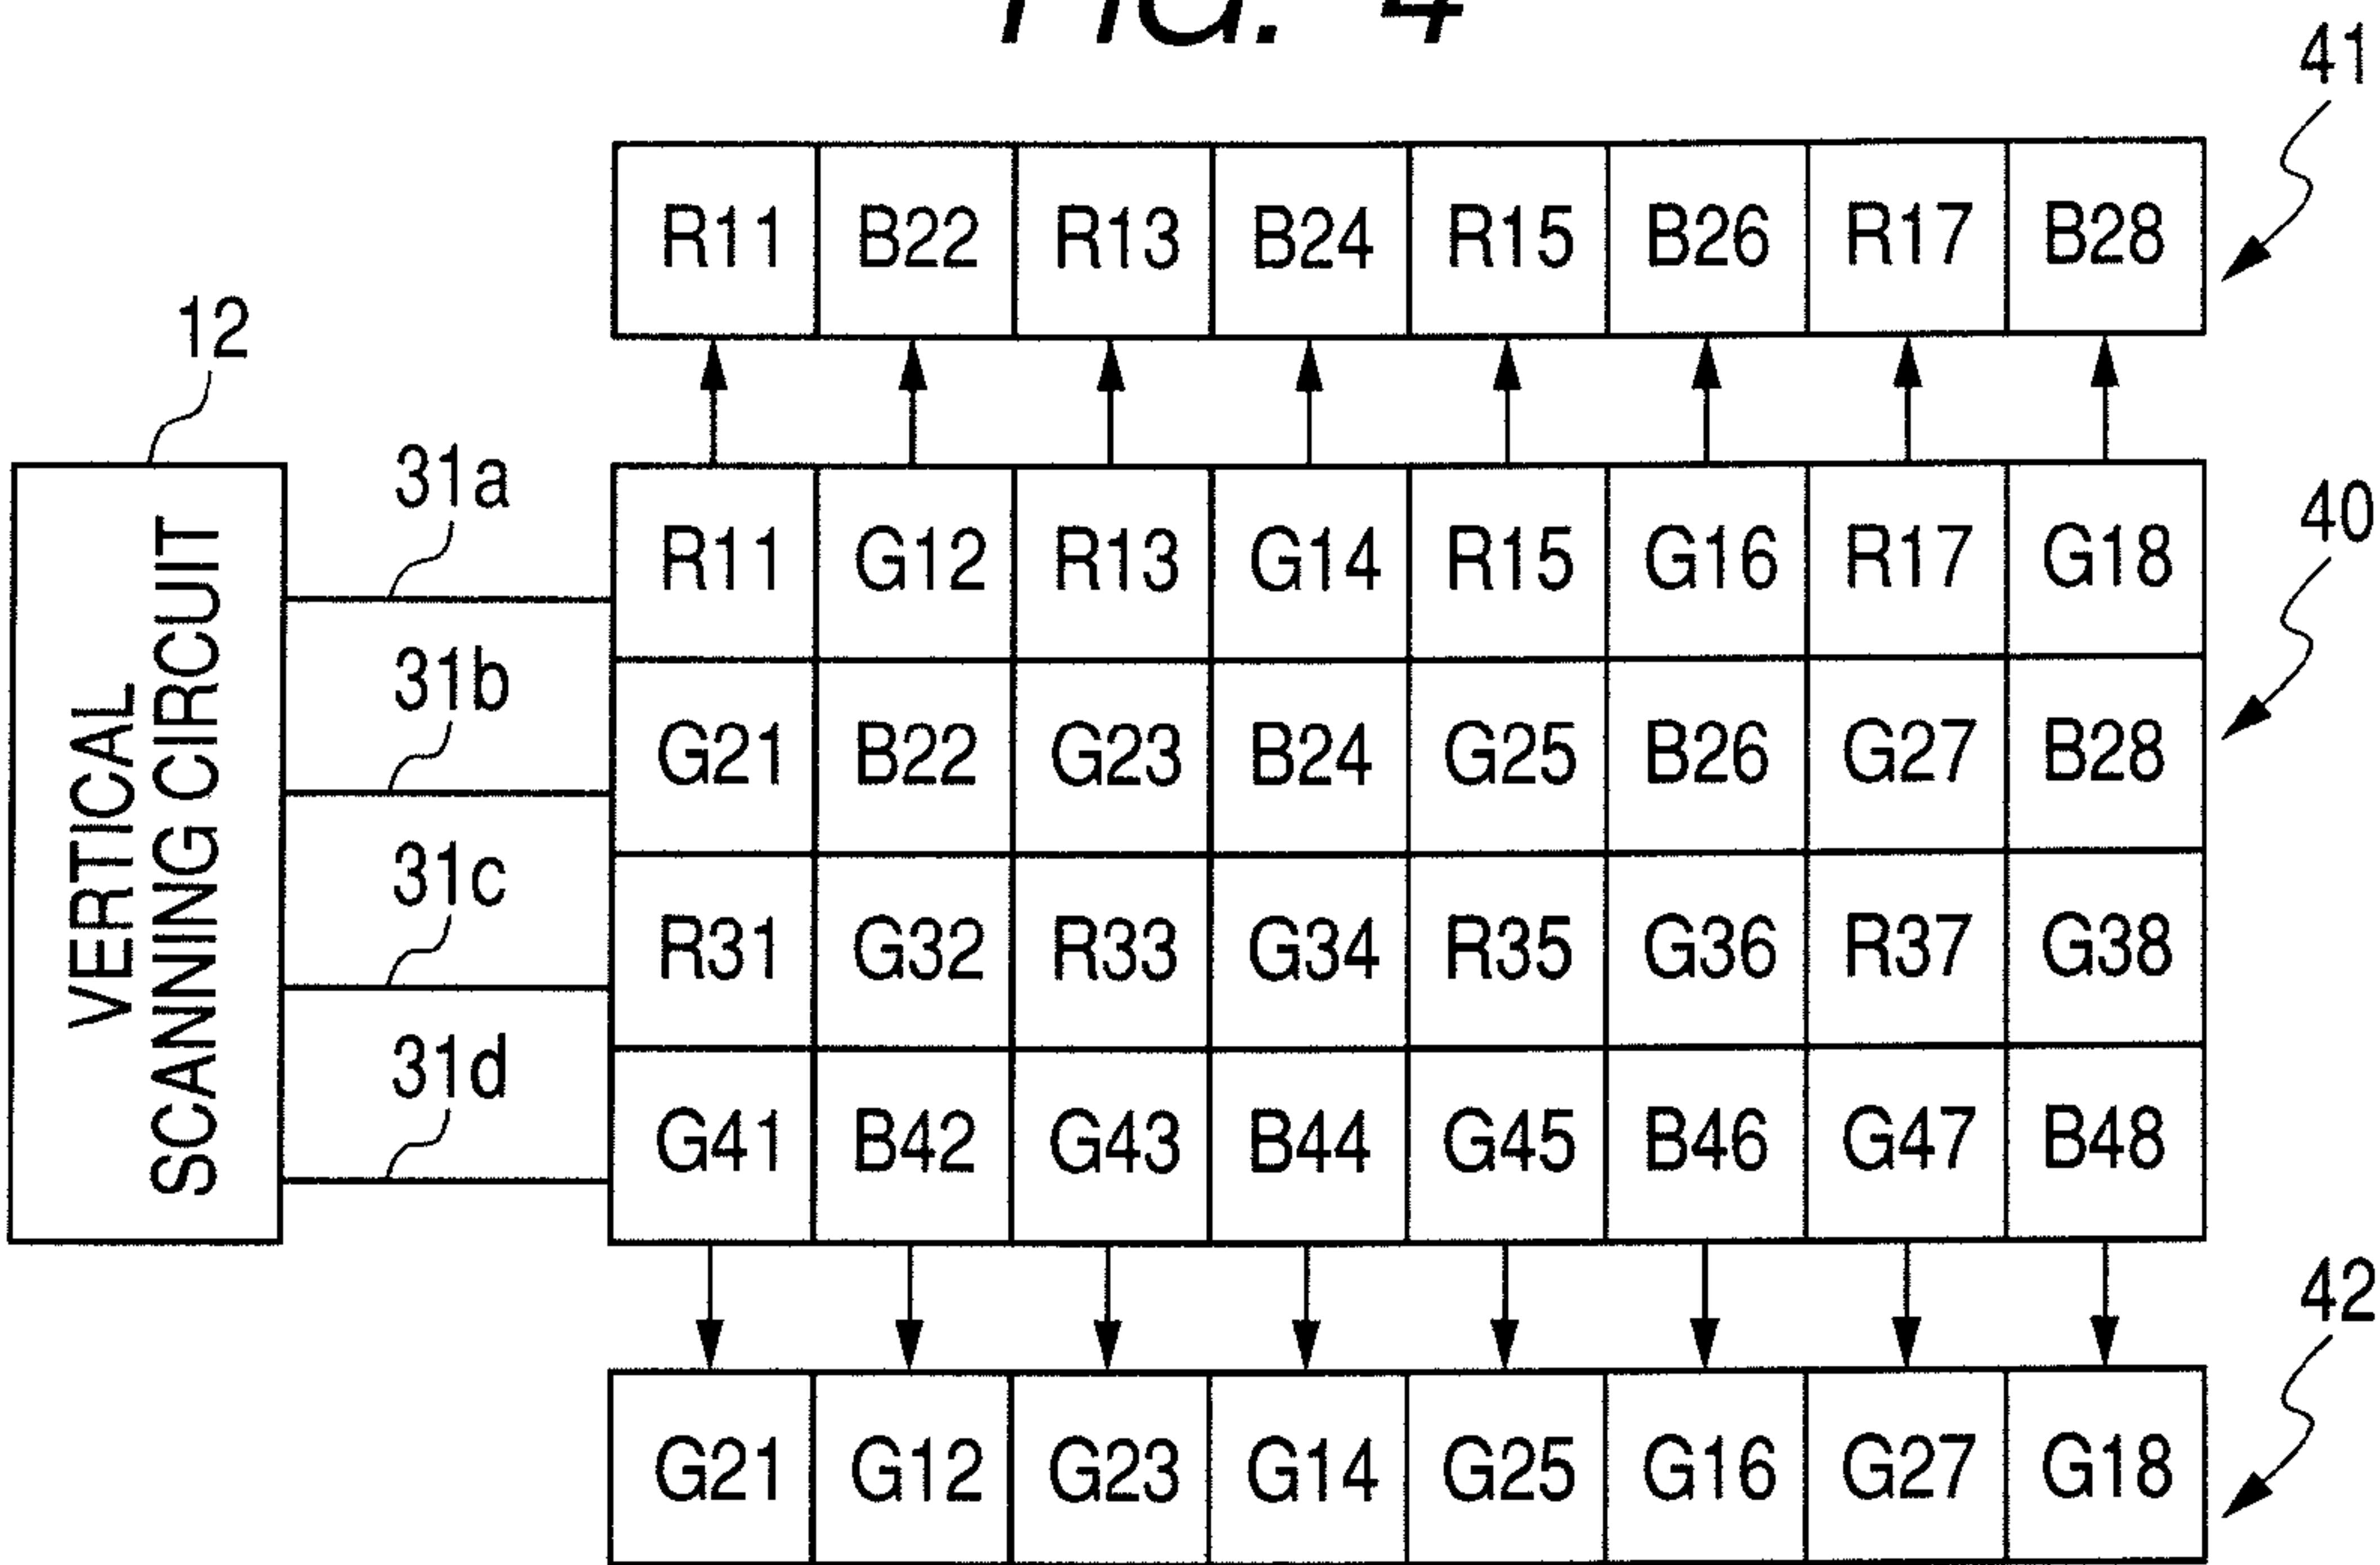 FIG. 4
41
R11 B22 R13 B24 R15 B26 R17 B28
12
31a
40
R11 G12 R13 G14 R15 G16 R17 G18
31b
G21 B22 G23 B24 G25 B26 G27 B28
VERTICAL
SCANNING CIRCUIT
31c
R31 G32 R33 G34 R35 G36 R37 G38
31d
G41 B42 G43 B44 G45 B46 G47 B48
42
G21 G12 G23 G14 G25 G16 G27 G18